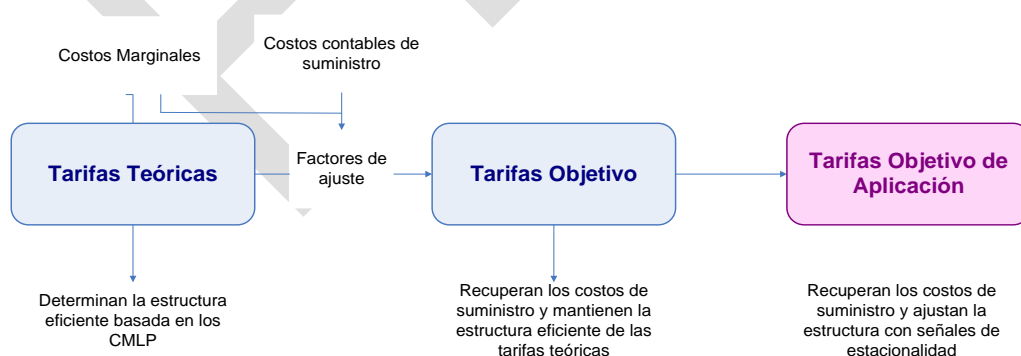 Costos Marginales
Costos contables de
suministro
Tarifas Teóricas
Factores de
ajuste
Tarifas Objetivo
Tarifas Objetivo de
Aplicación
Determinan la estructura
eficiente basada en los
CMLP
Recuperan los costos de
suministro y mantienen la
estructura eficiente de las
tarifas teóricas
Recuperan los costos de
suministro y ajustan la
estructura con señales de
estacionalidad